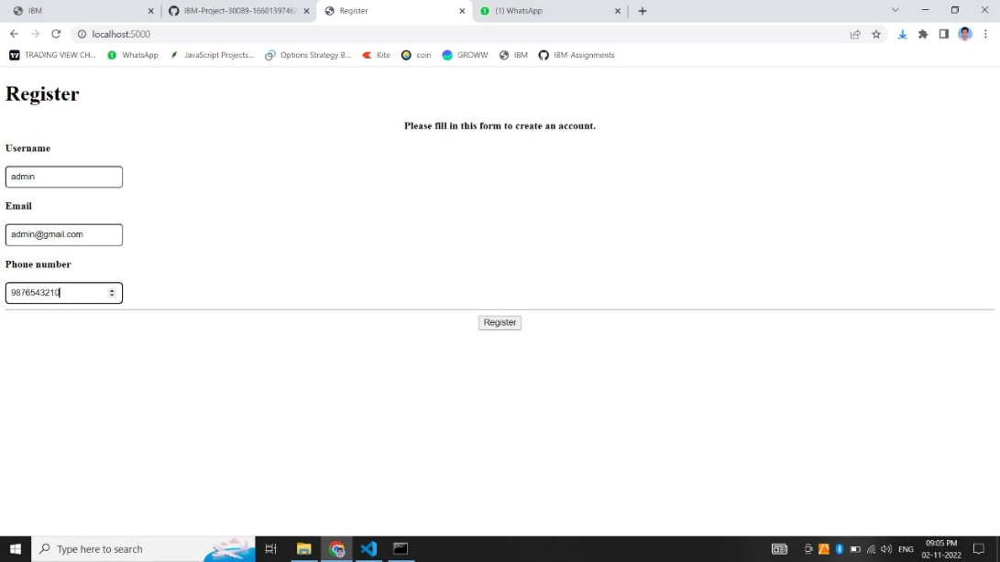 IBM
IBM-Project-30089-1660139746/
Register
(1) WhatsApp
localhost:5000
TRADING VIEW CH...
WhatsApp
JavaScript Projects...
Options Strategy B...
Kite
coin
GROWW
IBM
IBM-Assignments
Register
Please fill in this form to create an account.
Username
admin
Email
admin@gmail.com
Phone number
9876543210
Register
Type here to search
ENG
09:05 PM
02-11-2022